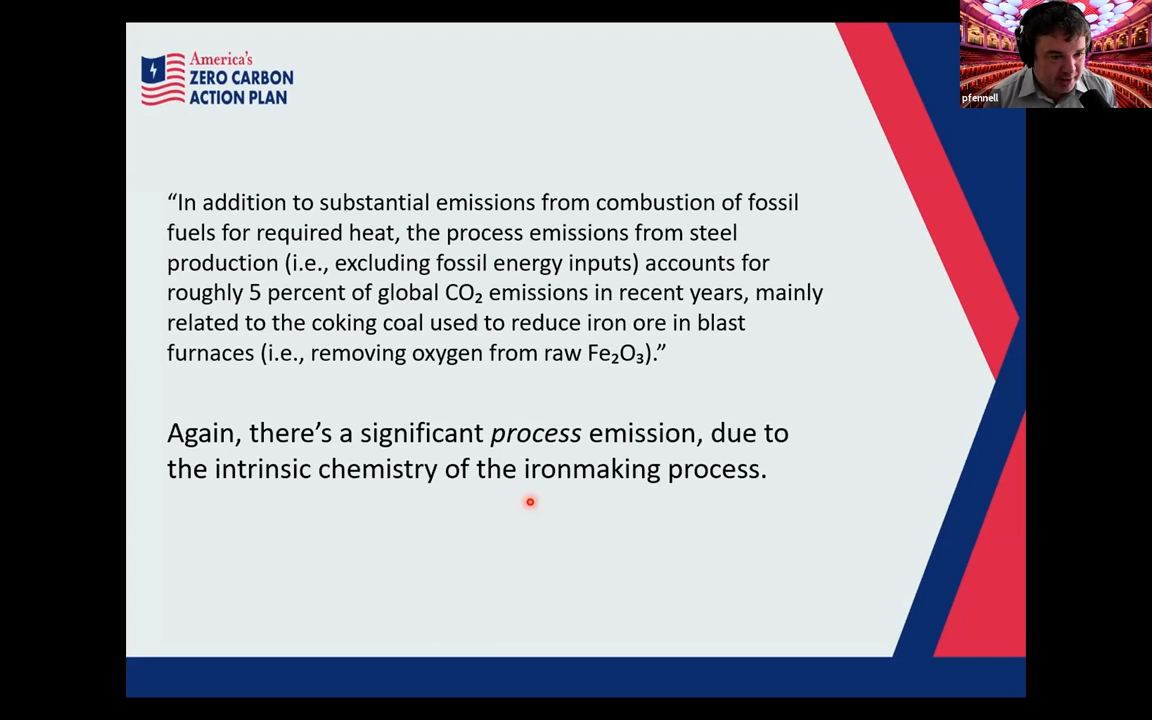 America's
ZERO CARBON
ACTION PLAN
pfennell
“In addition to substantial emissions from combustion of fossil
fuels for required heat, the process emissions from steel
production (i.e., excluding fossil energy inputs) accounts for
roughly 5 percent of global CO₂ emissions in recent years, mainly
related to the coking coal used to reduce iron ore in blast
furnaces (i.e., removing oxygen from raw Fe₂O₃).”
Again, there’s a significant process emission, due to
the intrinsic chemistry of the ironmaking process.